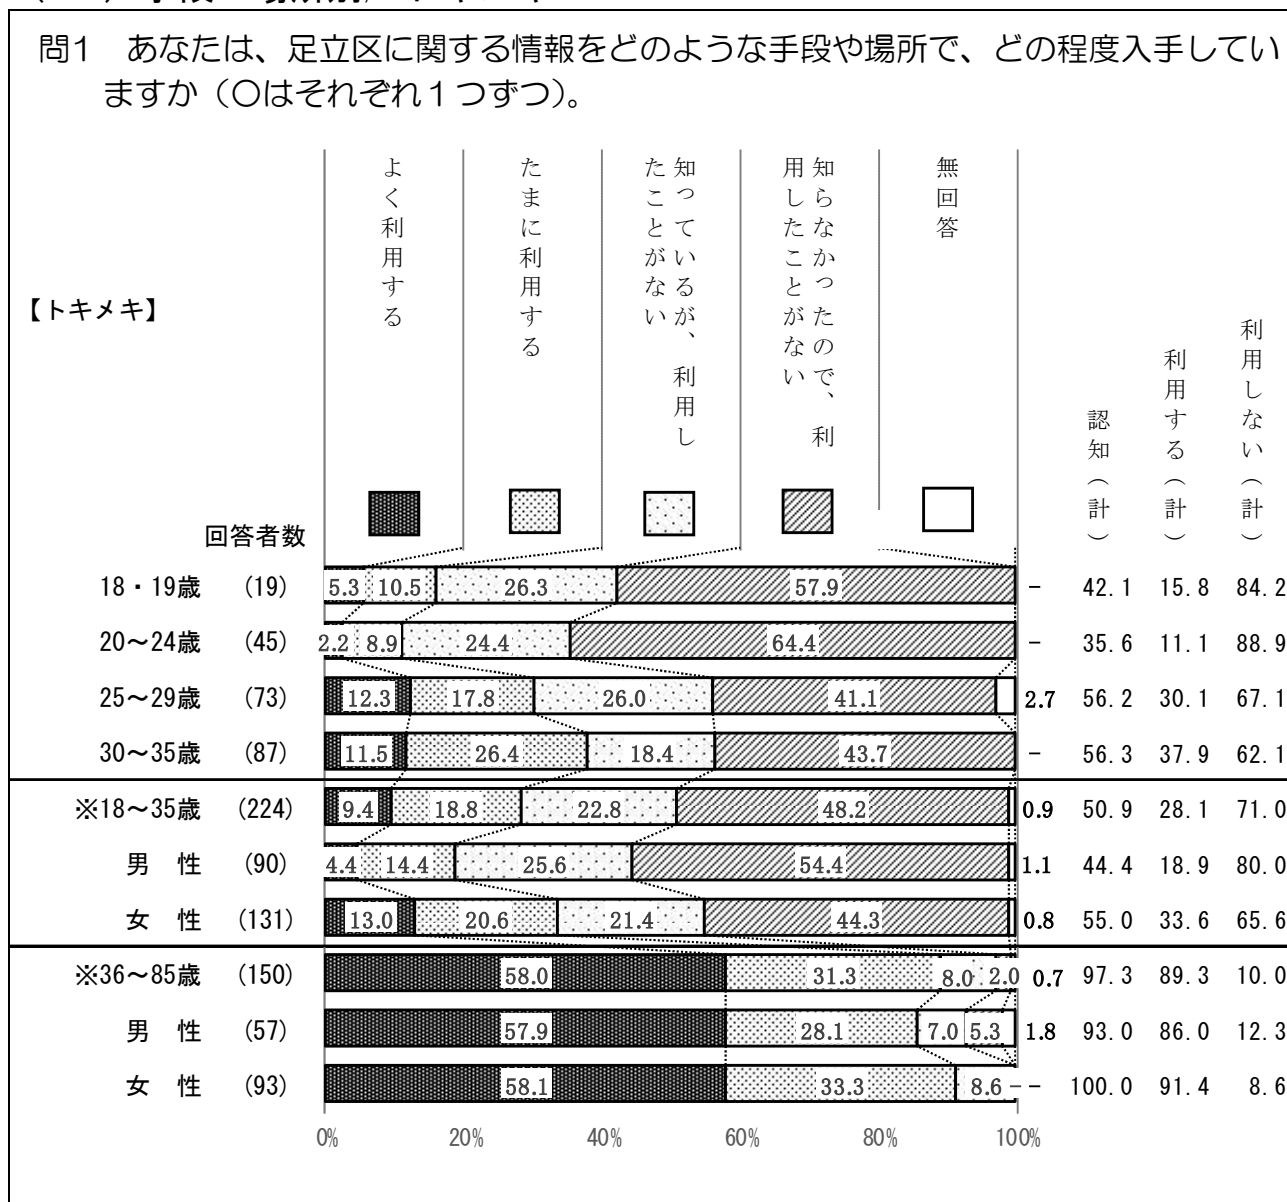 問1　あなたは、足立区に関する情報をどのような手段や場所で、どの程度入手してい
ますか（〇はそれぞれ１つずつ）。
よく利用する
たまに利用する
知っているが、利用し
たことがない
知らなかったので、利
用したことがない
無回答
【トキメキ】
認知（計）
利用する（計）
利用しない（計）
回答者数
18・19歳 (19) 5.3 10.5 26.3 57.9 － 42.1 15.8 84.2
20～24歳 (45) 2.2 8.9 24.4 64.4 － 35.6 11.1 88.9
25～29歳 (73) 12.3 17.8 26.0 41.1 2.7 56.2 30.1 67.1
30～35歳 (87) 11.5 26.4 18.4 43.7 － 56.3 37.9 62.1
※18～35歳 (224) 9.4 18.8 22.8 48.2 0.9 50.9 28.1 71.0
男 性 (90) 4.4 14.4 25.6 54.4 1.1 44.4 18.9 80.0
女 性 (131) 13.0 20.6 21.4 44.3 0.8 55.0 33.6 65.6
※36～85歳 (150) 58.0 31.3 8.0 2.0 0.7 97.3 89.3 10.0
男 性 (57) 57.9 28.1 7.0 5.3 1.8 93.0 86.0 12.3
女 性 (93) 58.1 33.3 8.6 － － 100.0 91.4 8.6
0% 20% 40% 60% 80% 100%